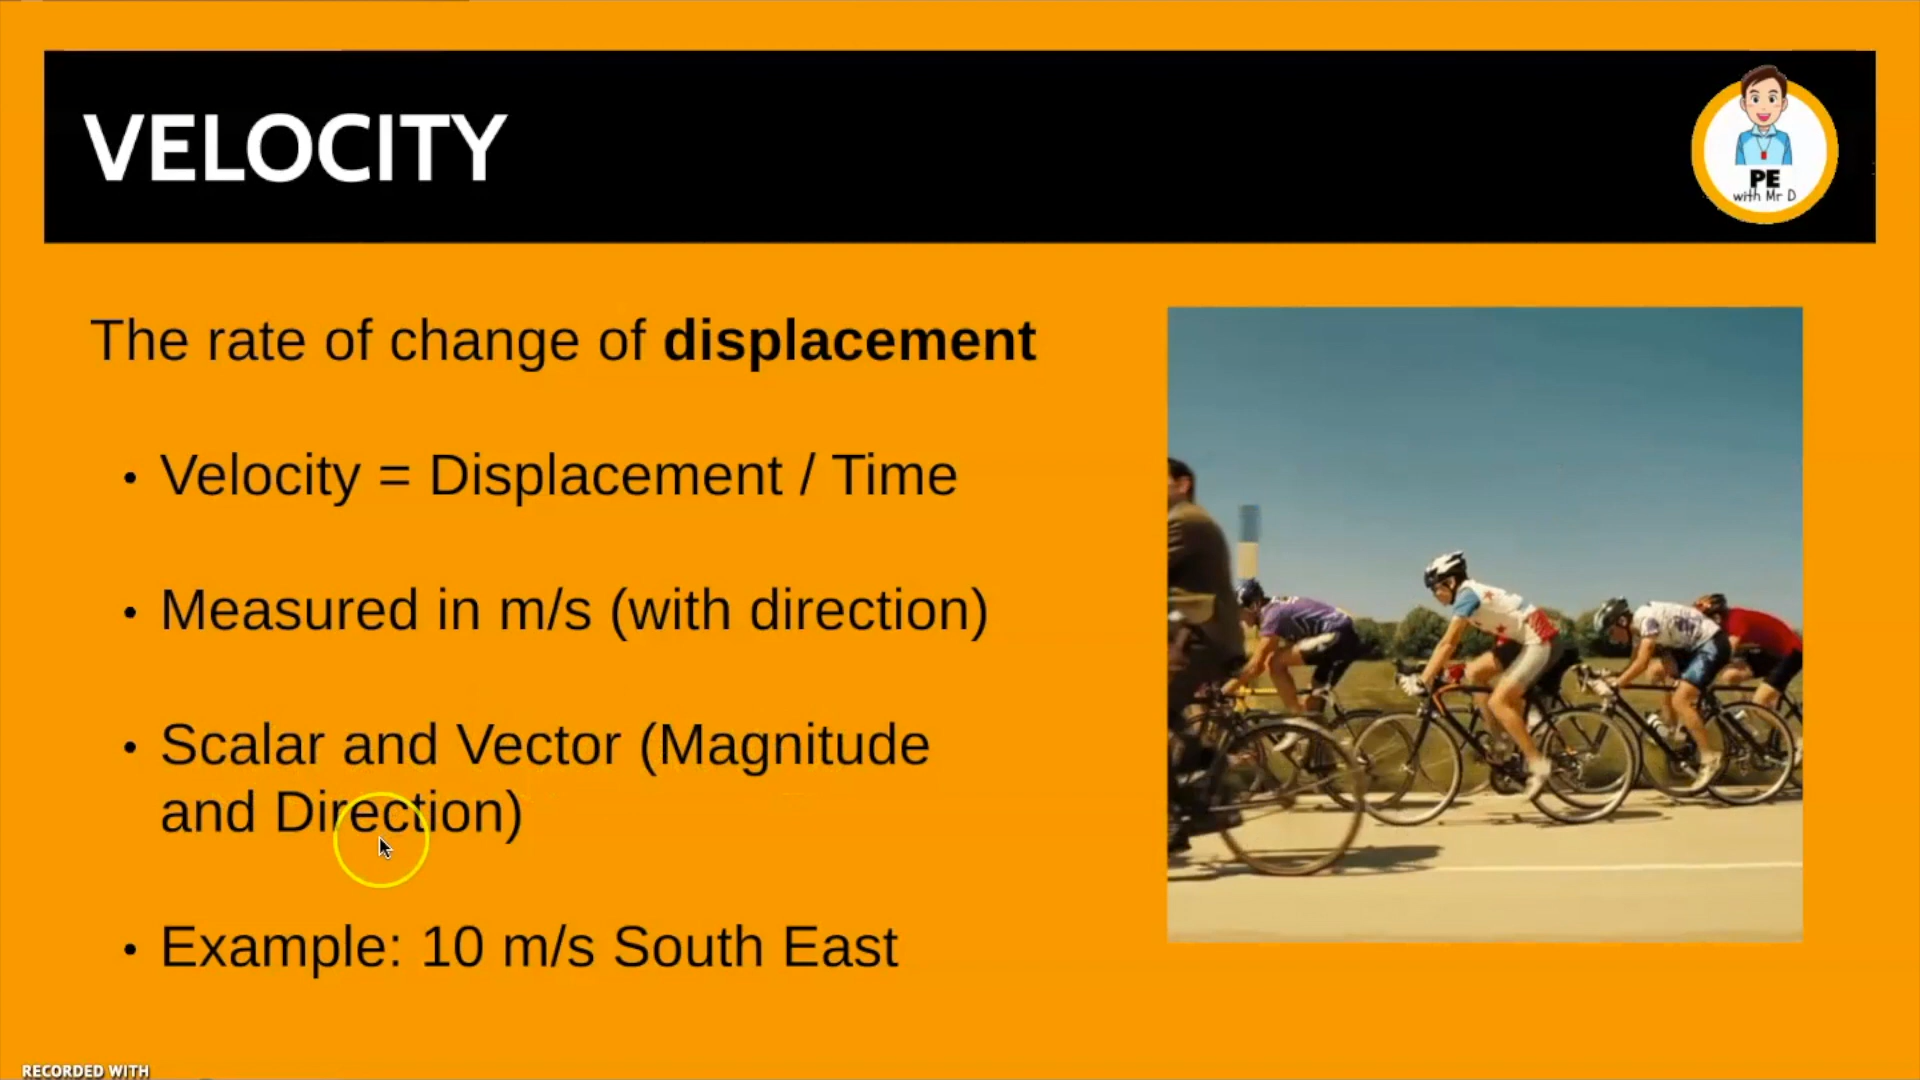 VELOCITY
PE
with Mr D
The rate of change of displacement
• Velocity = Displacement / Time
• Measured in m/s (with direction)
• Scalar and Vector (Magnitude
and Direction)
• Example: 10 m/s South East
RECORDED WITH